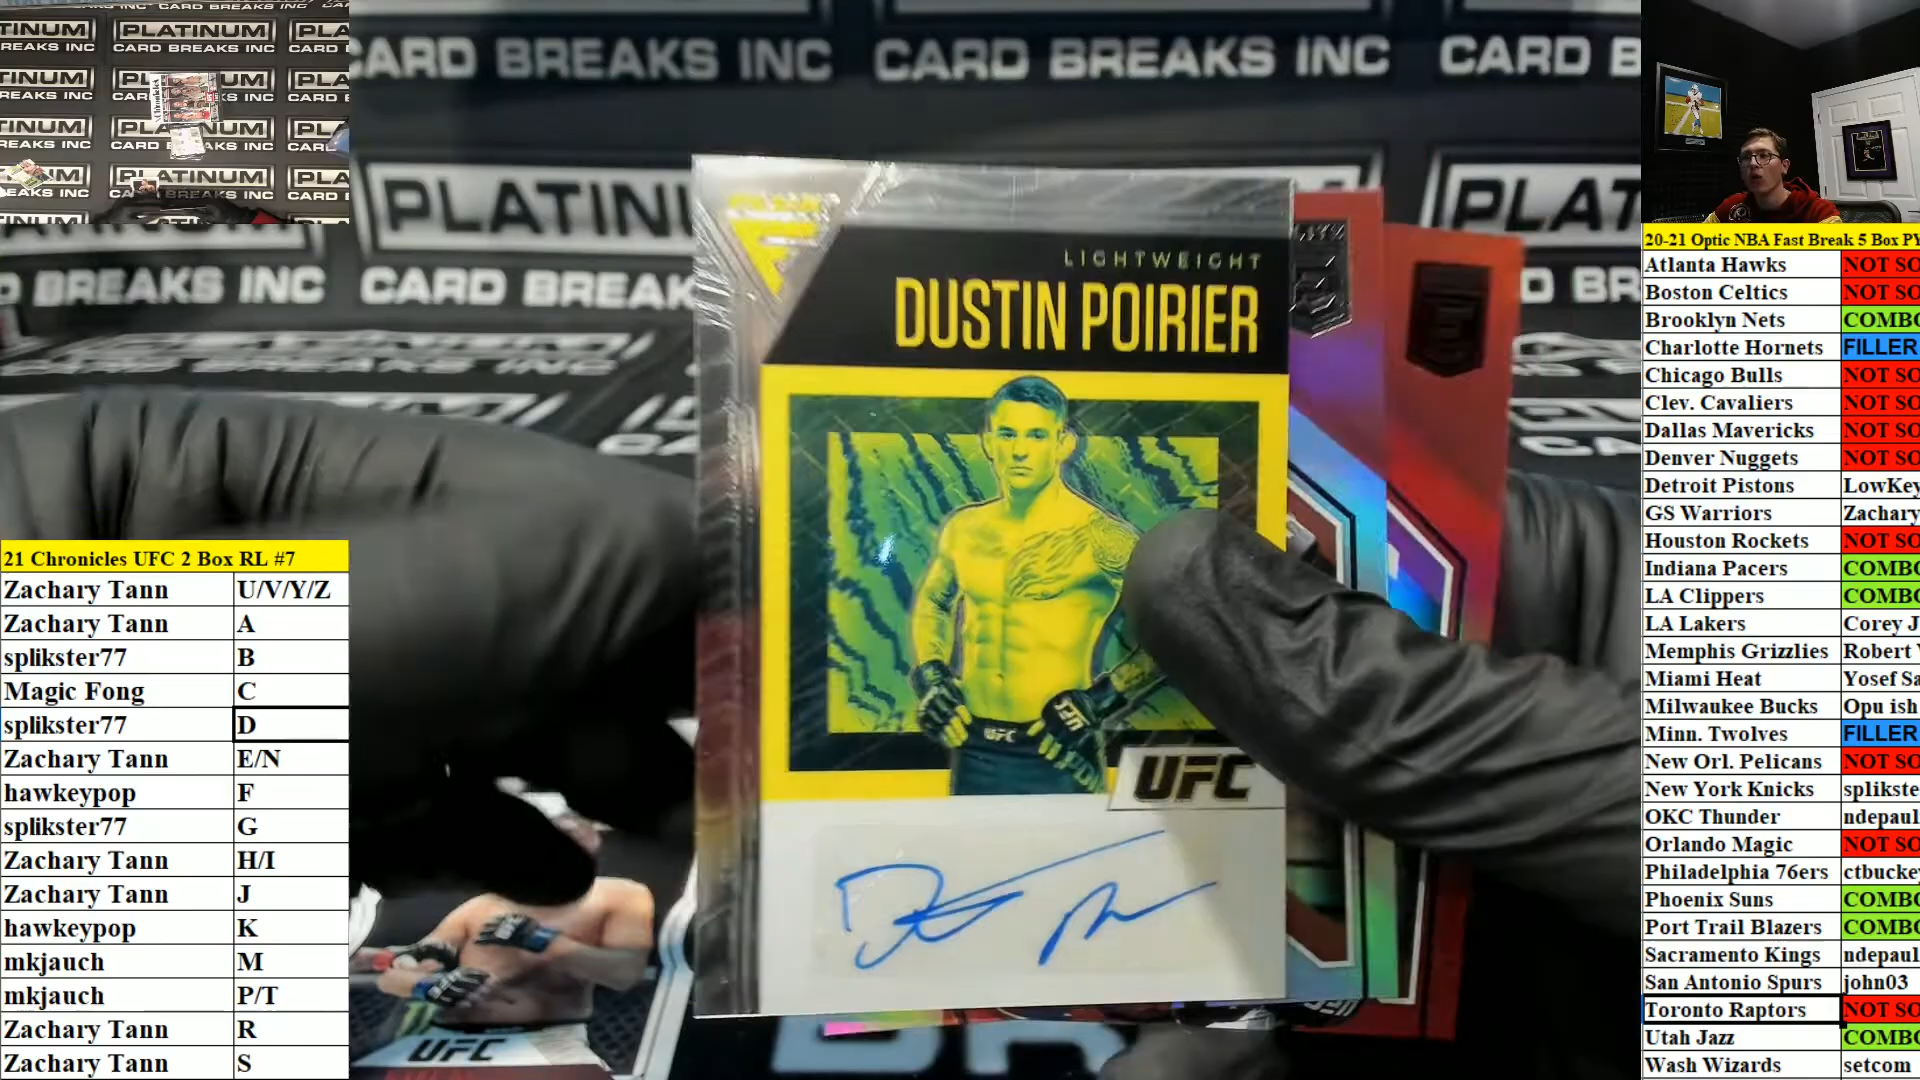 PLATINUM
CARD BREAKS INC
LIGHTWEIGHT
DUSTIN POIRIER
UFC
UFC
UFC
21 Chronicles UFC 2 Box RL #7
Zachary Tann U/V/Y/Z
Zachary Tann A
splikster77 B
Magic Fong C
splikster77 D
Zachary Tann E/N
hawkeypop F
splikster77 G
Zachary Tann H/I
Zachary Tann J
hawkeypop K
mkjauch M
mkjauch P/T
Zachary Tann R
Zachary Tann S
20-21 Optic NBA Fast Break 5 Box PY
Atlanta Hawks NOT SO
Boston Celtics NOT SO
Brooklyn Nets COMBO
Charlotte Hornets FILLER
Chicago Bulls NOT SO
Clev. Cavaliers NOT SO
Dallas Mavericks NOT SO
Denver Nuggets NOT SO
Detroit Pistons LowKey
GS Warriors Zachary
Houston Rockets NOT SO
Indiana Pacers COMBO
LA Clippers COMBO
LA Lakers Corey J
Memphis Grizzlies Robert
Miami Heat Yosef Sa
Milwaukee Bucks Opu ish
Minn. Twolves FILLER
New Orl. Pelicans NOT SO
New York Knicks splikste
OKC Thunder ndepaul
Orlando Magic NOT SO
Philadelphia 76ers ctbucke
Phoenix Suns COMBO
Port Trail Blazers COMBO
Sacramento Kings ndepaul
San Antonio Spurs john03
Toronto Raptors NOT SO
Utah Jazz COMBO
Wash Wizards setcom